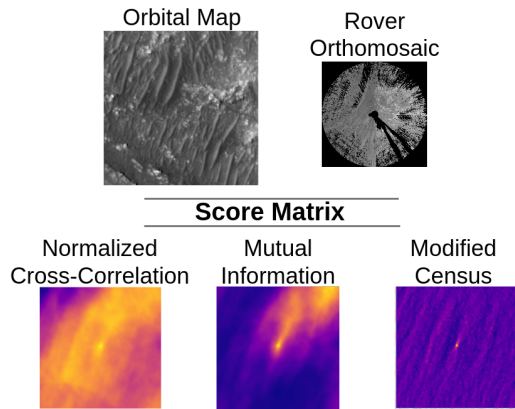 Orbital Map
Rover
Orthomosaic
Score Matrix
Normalized
Cross-Correlation
Mutual
Information
Modified
Census